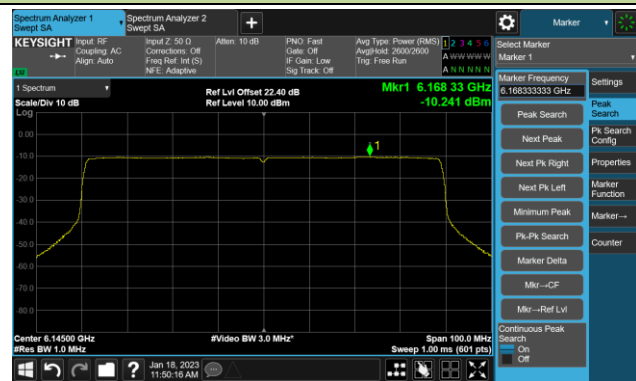 Spectrum Analyzer 1
Swept SA
Spectrum Analyzer 2
Swept SA
Marker
KEYSIGHT
Input: RF
Coupling: AC
Align: Auto
Input Z: 50 Ω
Corrections: Off
Freq Ref: Int (S)
NFE: Adaptive
Atten: 10 dB
PNO: Fast
Gate: Off
IF Gain: Low
Sig Track: Off
Avg Type: Power (RMS)
Avg|Hold: 2600/2600
Trig: Free Run
1 2 3 4 5 6
A W W W W W
A N N N N N
Select Marker
Marker 1
1 Spectrum
Scale/Div 10 dB
Log
Ref Lvl Offset 22.40 dB
Ref Level 10.00 dBm
Mkr1 6.168 33 GHz
-10.241 dBm
0.00
-10.0
-20.0
-30.0
-40.0
-50.0
-60.0
-70.0
-80.0
1
Center 6.14500 GHz
#Res BW 1.0 MHz
#Video BW 3.0 MHz*
Span 100.0 MHz
Sweep 1.00 ms (601 pts)
Marker Frequency
6.168333333 GHz
Peak Search
Next Peak
Next Pk Right
Next Pk Left
Minimum Peak
Pk-Pk Search
Marker Delta
Mkr→CF
Mkr→Ref Lvl
Continuous Peak
Search
On
Off
Settings
Peak
Search
Pk Search
Config
Properties
Marker
Function
Marker→
Counter
Jan 18, 2023
11:50:16 AM